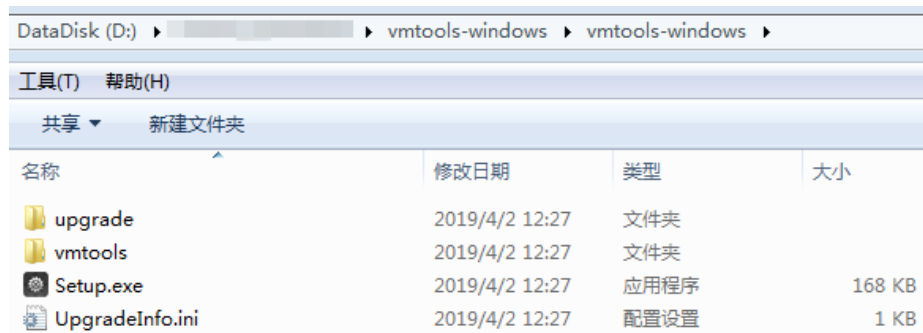 DataDisk (D:) vmtools-windows vmtools-windows
工具(T) 帮助(H)
共享 新建文件夹
名称 修改日期 类型 大小
upgrade 2019/4/2 12:27 文件夹
vmtools 2019/4/2 12:27 文件夹
Setup.exe 2019/4/2 12:27 应用程序 168 KB
UpgradeInfo.ini 2019/4/2 12:27 配置设置 1 KB